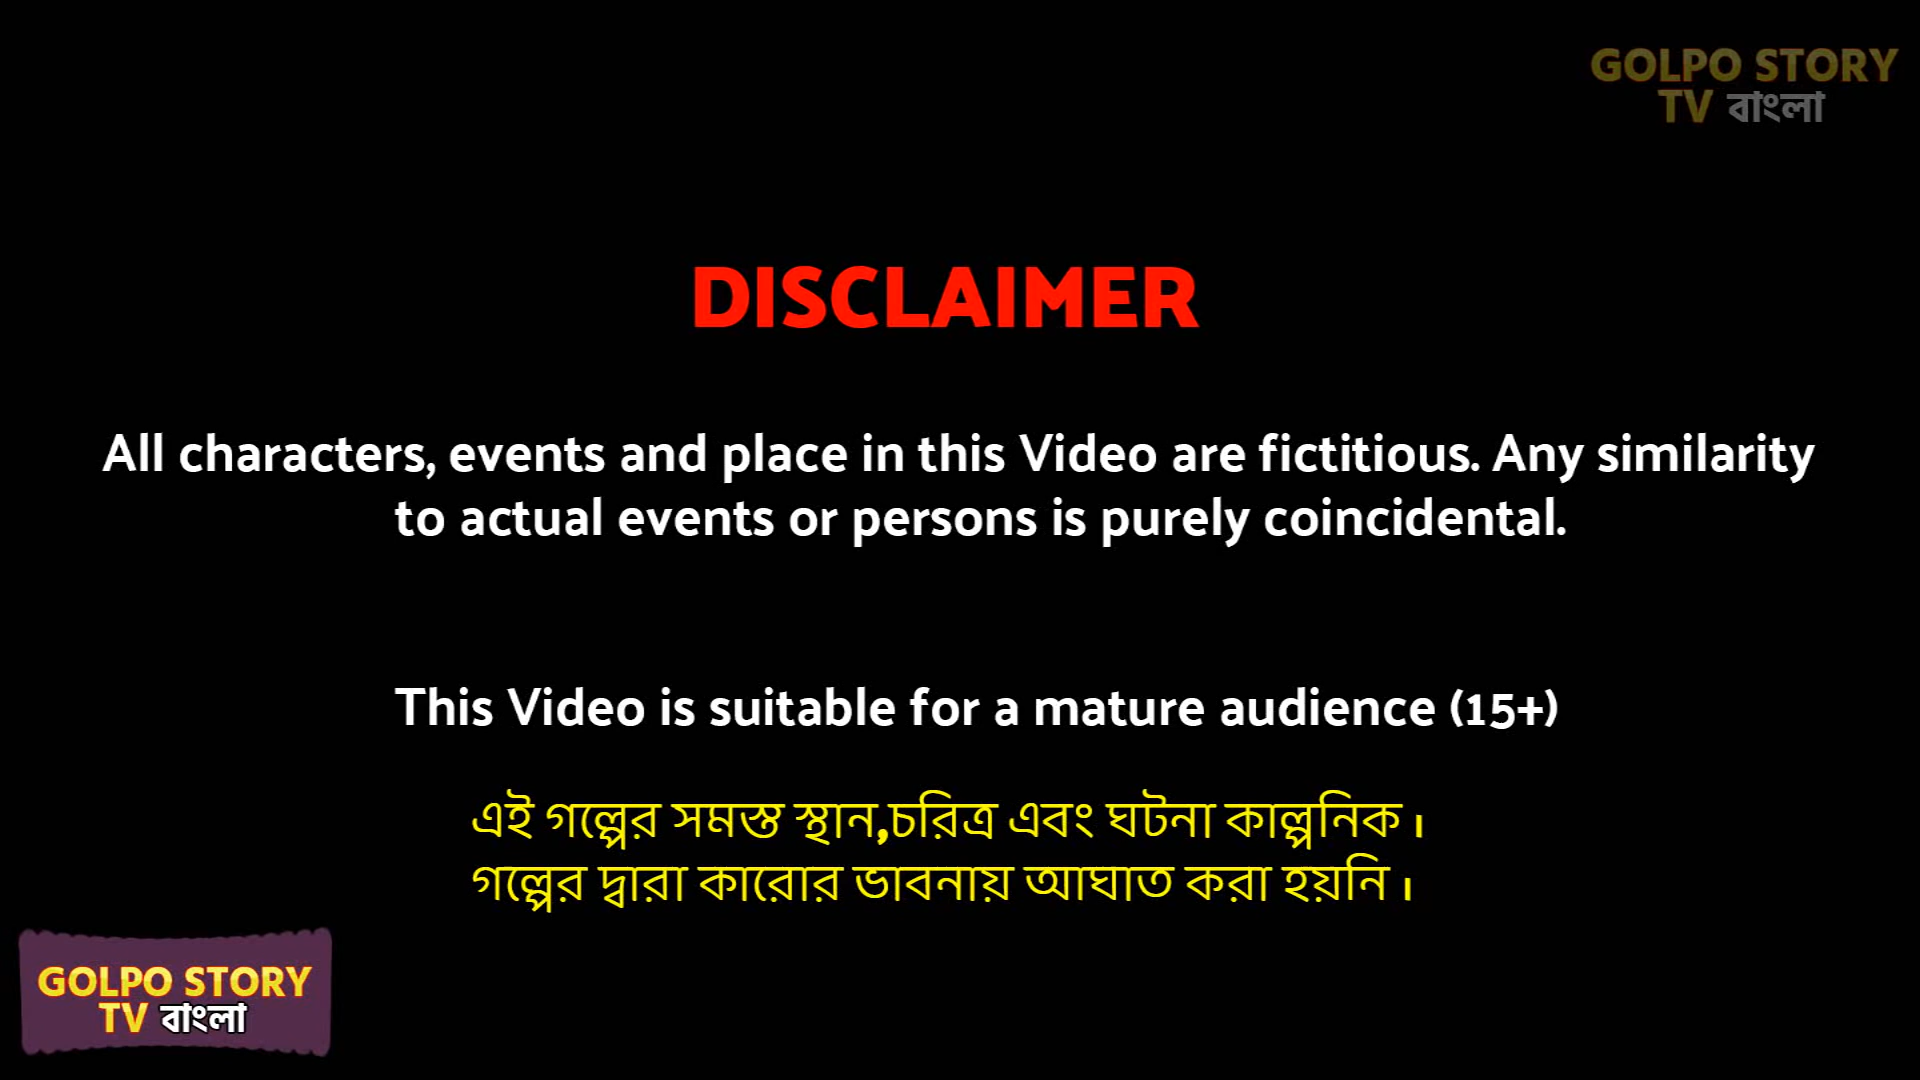 GOLPO STORY
TV বাংলা
DISCLAIMER
All characters, events and place in this Video are fictitious. Any similarity
to actual events or persons is purely coincidental.
This Video is suitable for a mature audience (15+)
এই গল্পের সমস্ত স্থান,চরিত্র এবং ঘটনা কাল্পনিক।
গল্পের দ্বারা কারোর ভাবনায় আঘাত করা হয়নি।
GOLPO STORY
TV বাংলা